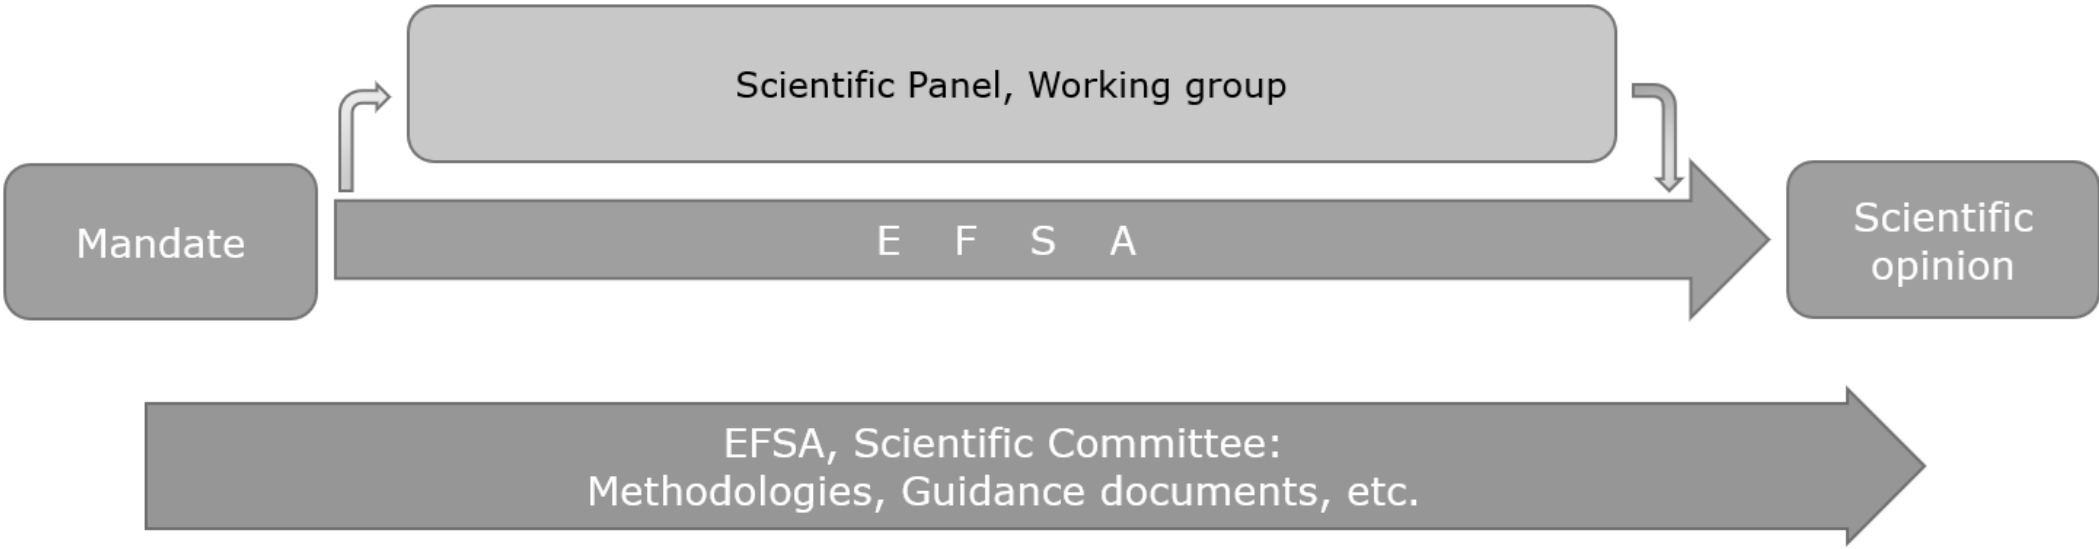 Scientific Panel, Working group
Mandate
E F S A
Scientific
opinion
EFSA, Scientific Committee:
Methodologies, Guidance documents, etc.